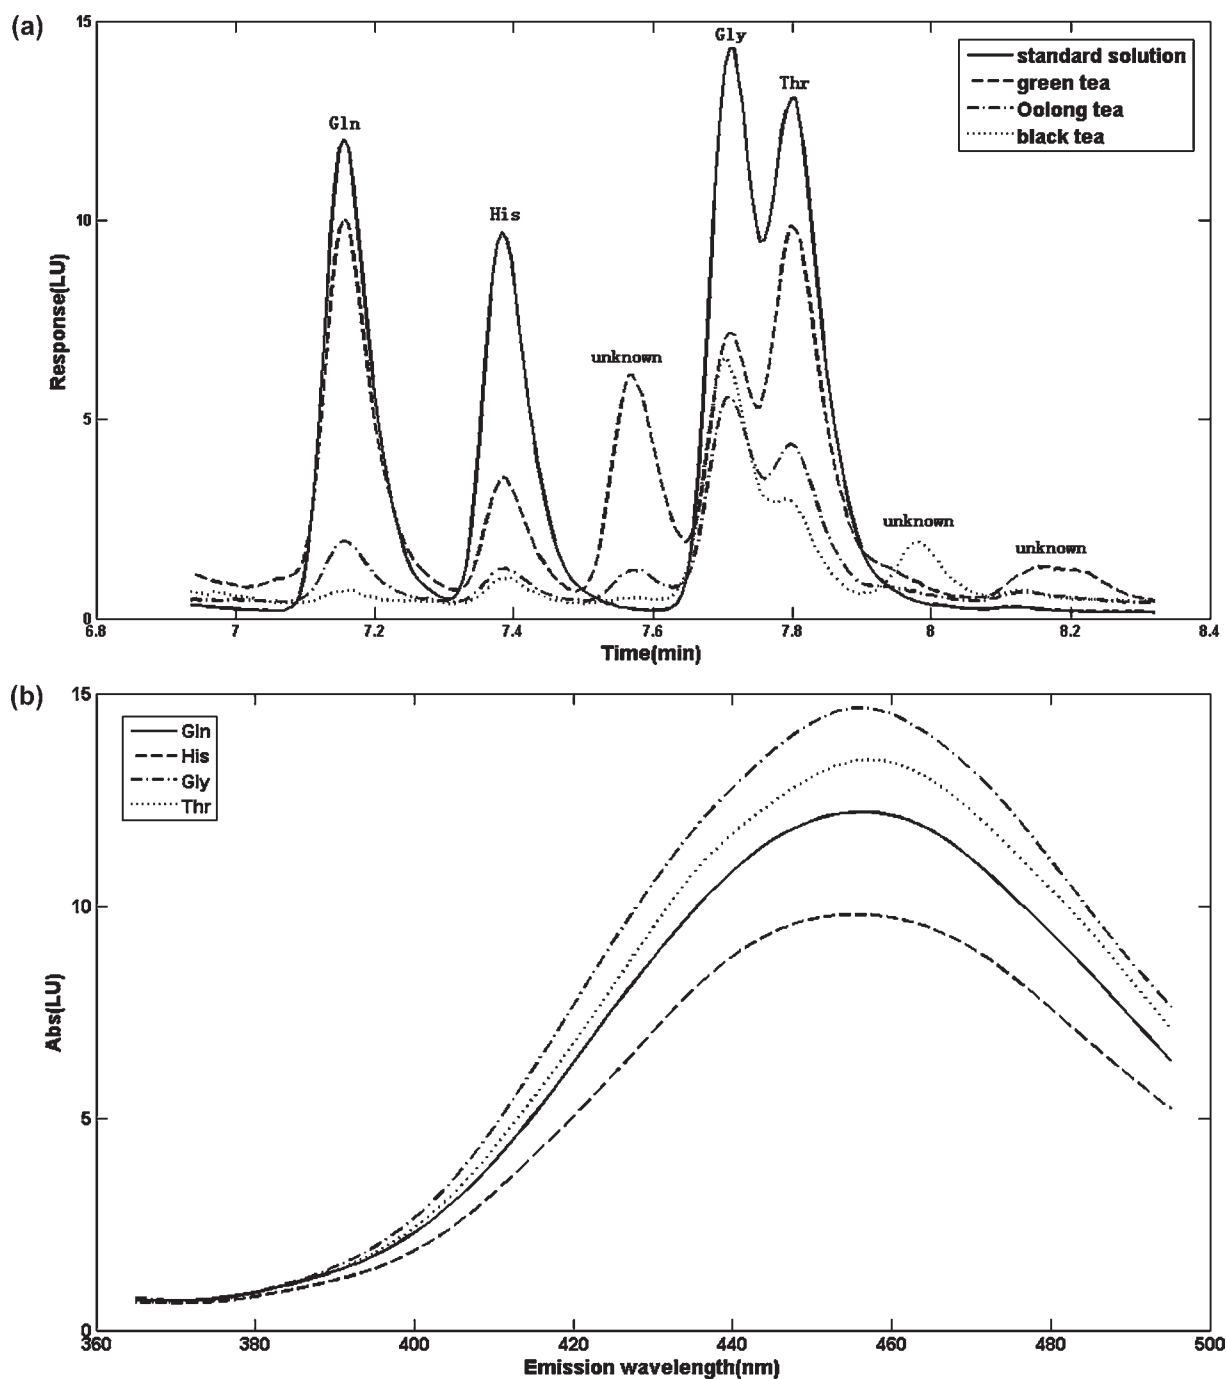 (a)
15
10
5
0
Response(LU)
Gln
His
unknown
Gly
Thr
unknown
unknown
standard solution
green tea
Oolong tea
black tea
6.8 7 7.2 7.4 7.6 7.8 8 8.2 8.4
Time(min)
(b)
15
10
5
0
Abs(LU)
Gln
His
Gly
Thr
360 380 400 420 440 460 480 500
Emission wavelength(nm)